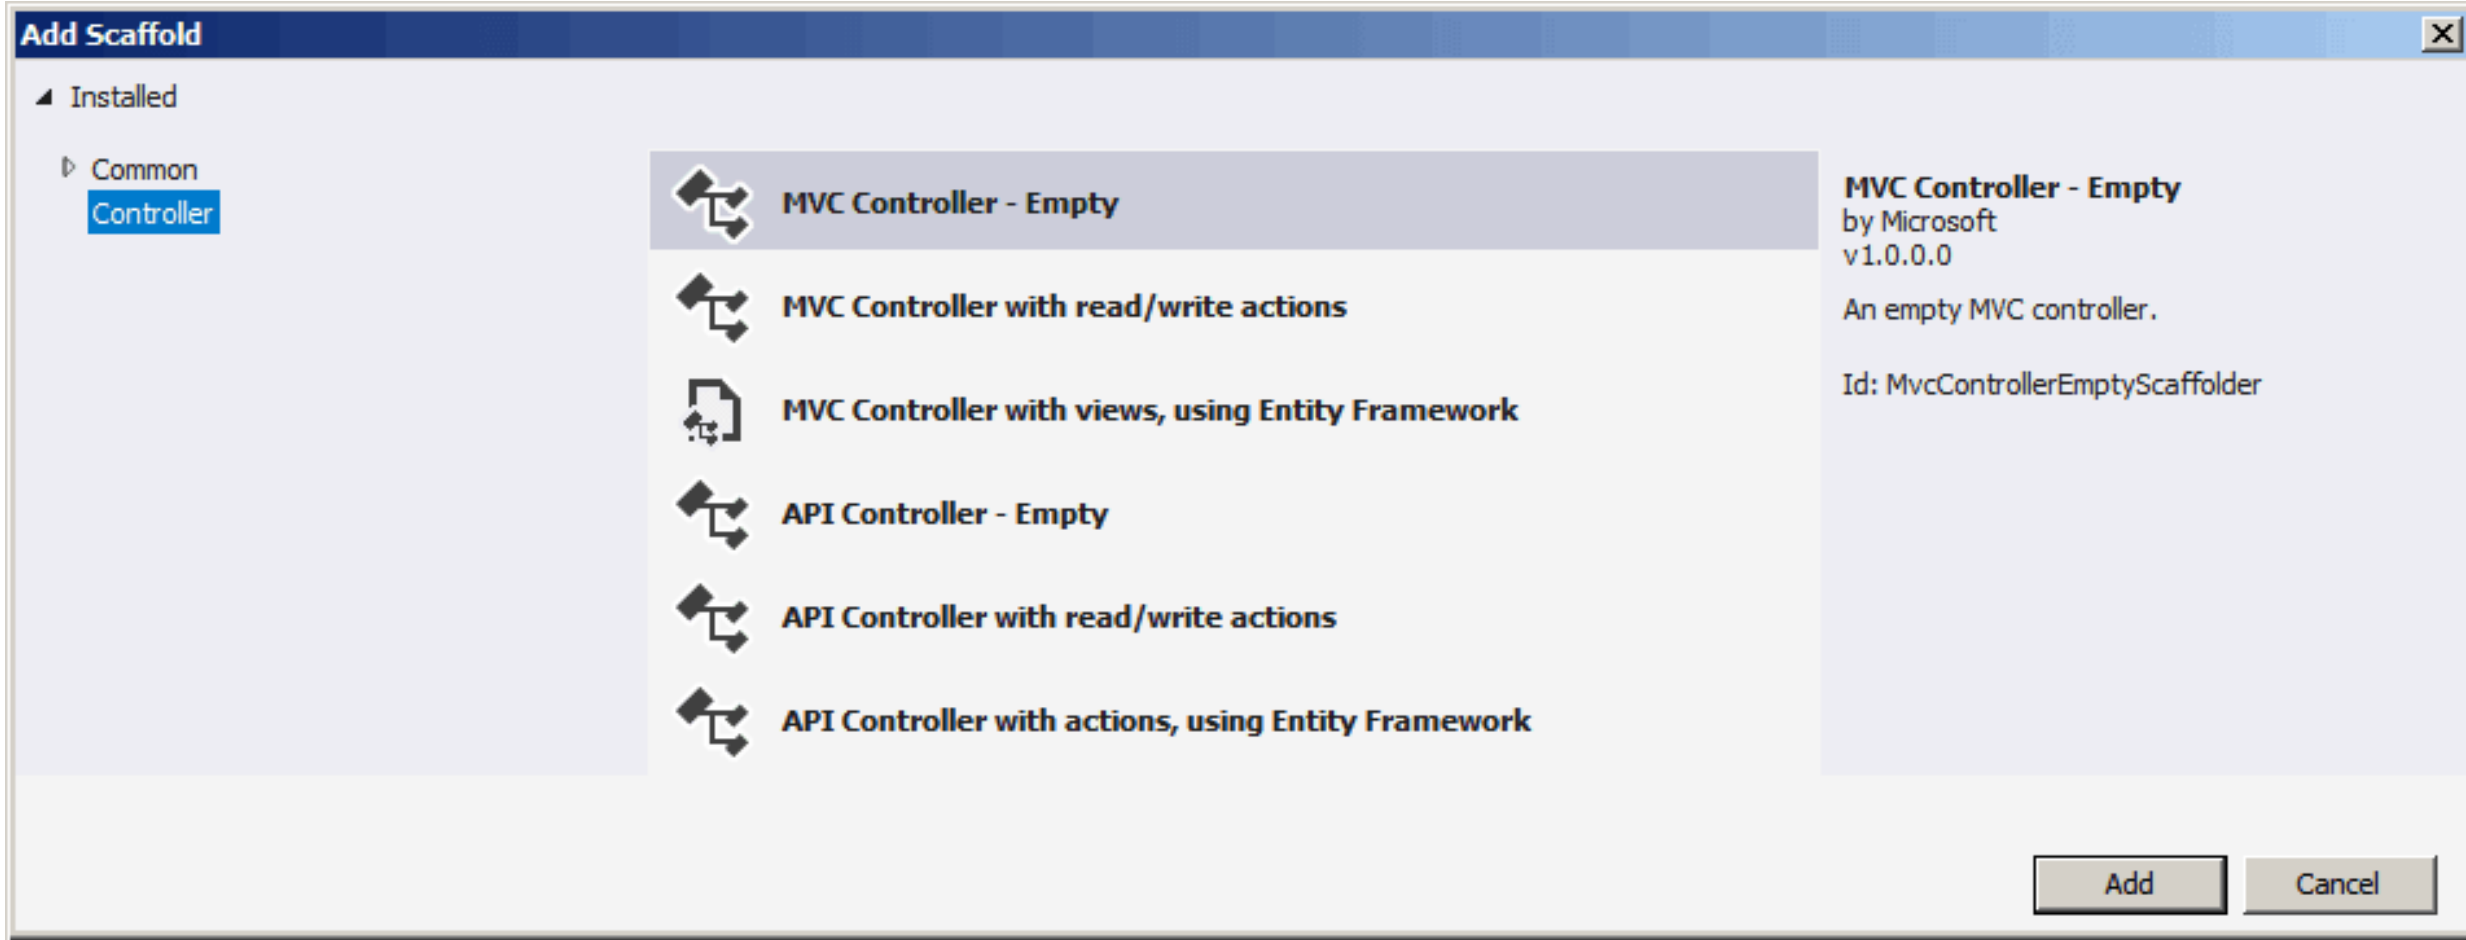 Add Scaffold
Installed
Common
Controller
MVC Controller - Empty
MVC Controller with read/write actions
MVC Controller with views, using Entity Framework
API Controller - Empty
API Controller with read/write actions
API Controller with actions, using Entity Framework
MVC Controller - Empty
by Microsoft
v1.0.0.0
An empty MVC controller.
Id: MvcControllerEmptyScaffolder
Add
Cancel